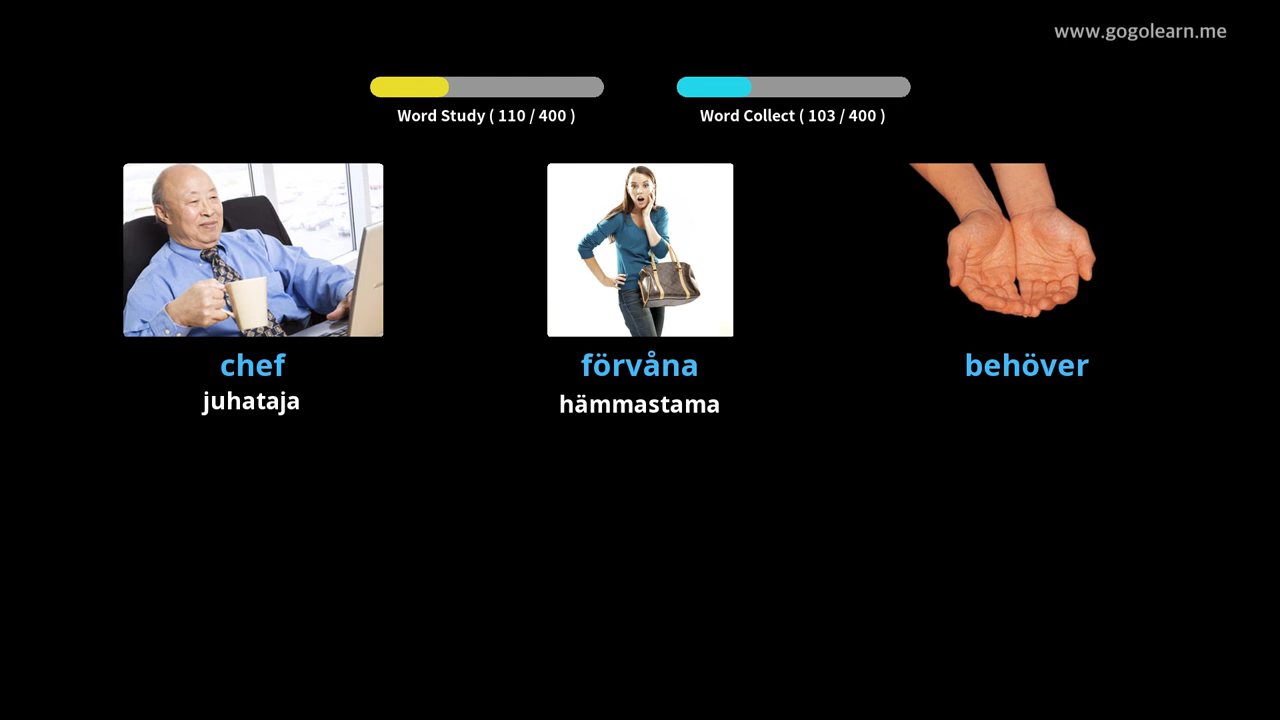 www.gogolearn.me
Word Study ( 110 / 400 )
Word Collect ( 103 / 400 )
chef
juhataja
förvåna
hämmastama
behöver